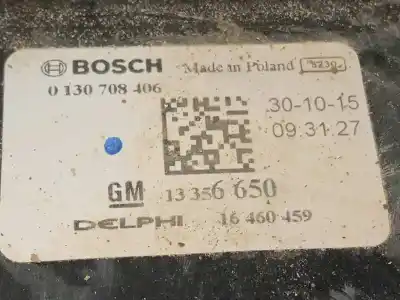 BOSCH Made in Poland 5230
0 130 708 406 30-10-15
09:31:27
GM 13 356 650
DELPHI 16 460 459